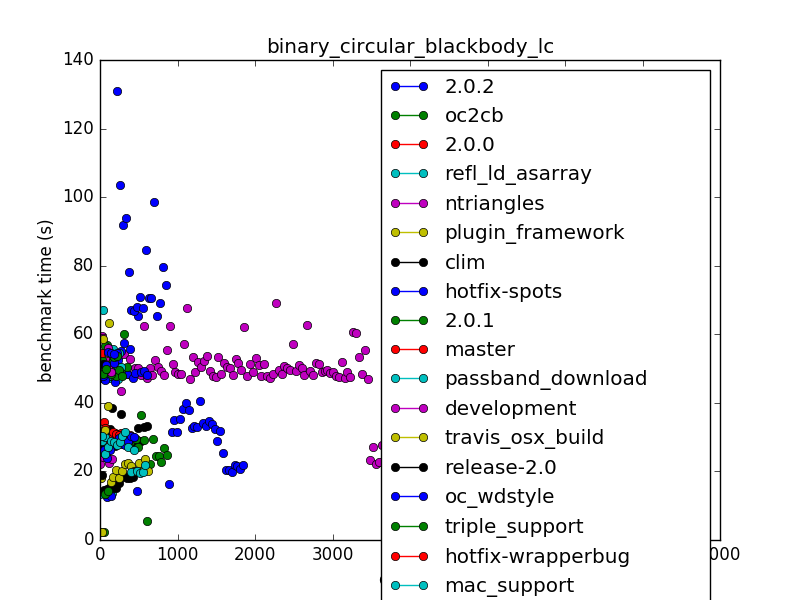 binary_circular_blackbody_lc
140
120
100
80
60
40
20
0
benchmark time (s)
0
1000
2000
3000
000
2.0.2
oc2cb
2.0.0
refl_ld_asarray
ntriangles
plugin_framework
clim
hotfix-spots
2.0.1
master
passband_download
development
travis_osx_build
release-2.0
oc_wdstyle
triple_support
hotfix-wrapperbug
mac_support